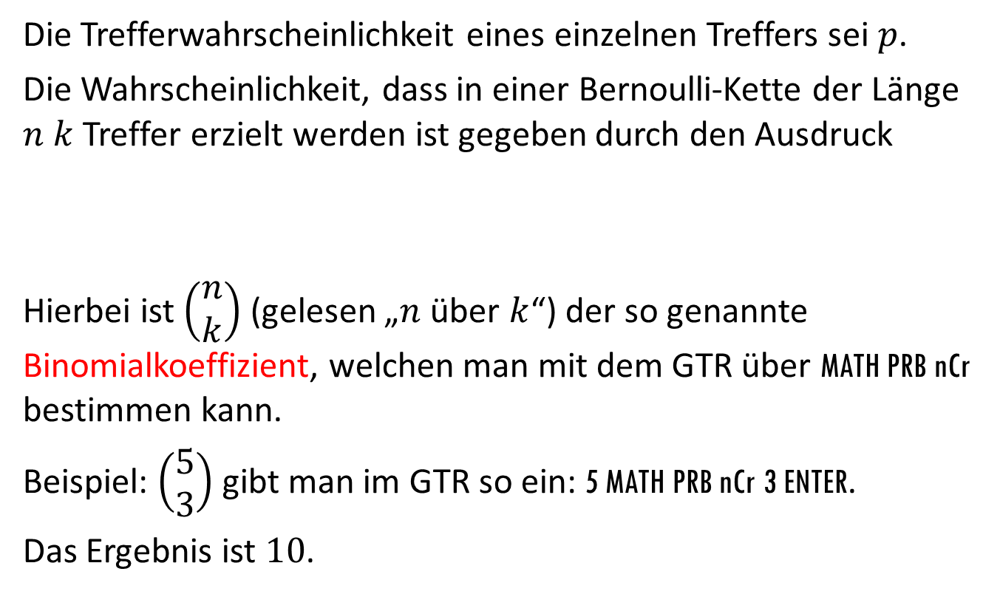 Die Trefferwahrscheinlichkeit eines einzelnen Treffers sei p.
Die Wahrscheinlichkeit, dass in einer Bernoulli-Kette der Länge
n k Treffer erzielt werden ist gegeben durch den Ausdruck
Hierbei ist (n k) (gelesen „n über k“) der so genannte
Binomialkoeffizient, welchen man mit dem GTR über MATH PRB nCr
bestimmen kann.
Beispiel: (5 3) gibt man im GTR so ein: 5 MATH PRB nCr 3 ENTER.
Das Ergebnis ist 10.